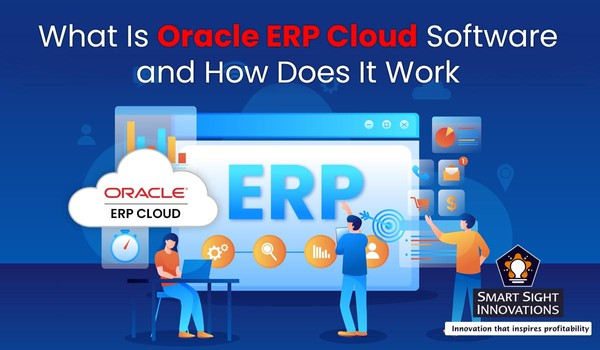 What Is Oracle ERP Cloud Software
and How Does It Work
ERP
ORACLE®
ERP CLOUD
1
$
SMART SIGHT
INNOVATIONS
Innovation that inspires profitability